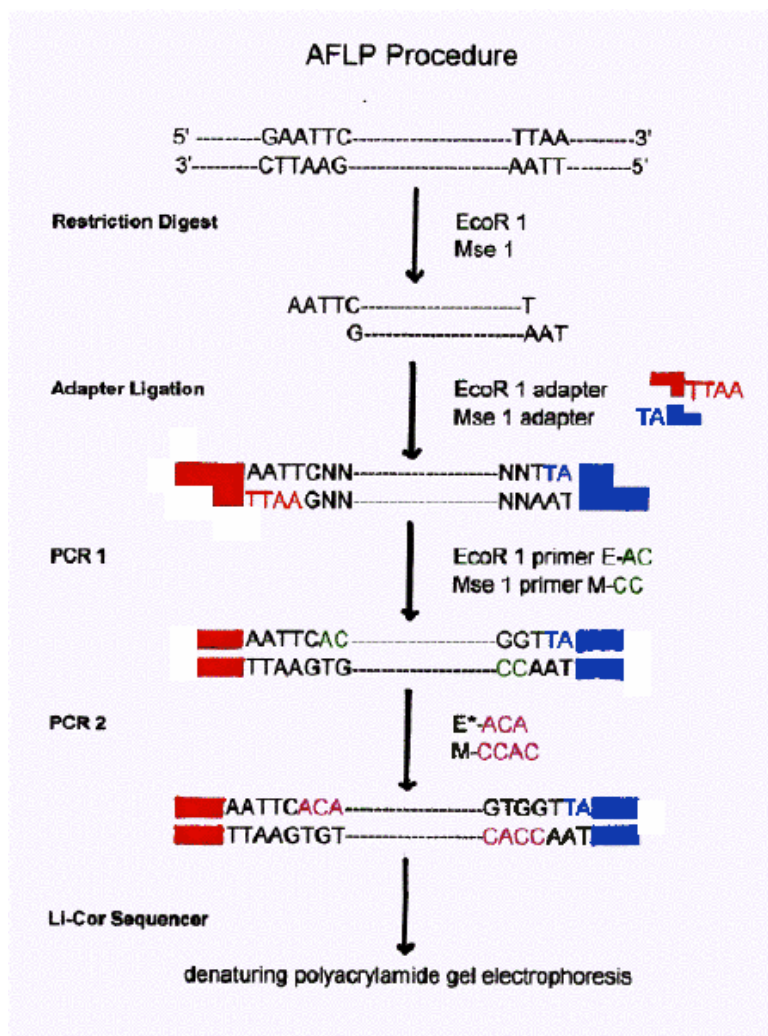 AFLP Procedure
5' ---------GAATTC----------------------TTAA---------3'
3'---------CTTAAG----------------------AATT---------5'
Restriction Digest
EcoR 1
Mse 1
AATTC----------------------T
G----------------------AAT
Adapter Ligation
EcoR 1 adapter TTAA
Mse 1 adapter TA
AATTCNN--------------------NNTTA
TTAAGNN--------------------NNAAT
PCR 1
EcoR 1 primer E-AC
Mse 1 primer M-CC
AATTCAC--------------------GGTTA
TTAAGTG--------------------CCAAT
PCR 2
E*-ACA
M-CCAC
AATTCACA------------------GTGGTTA
TTAAGTGT------------------CACCAAT
Li-Cor Sequencer
denaturing polyacrylamide gel electrophoresis